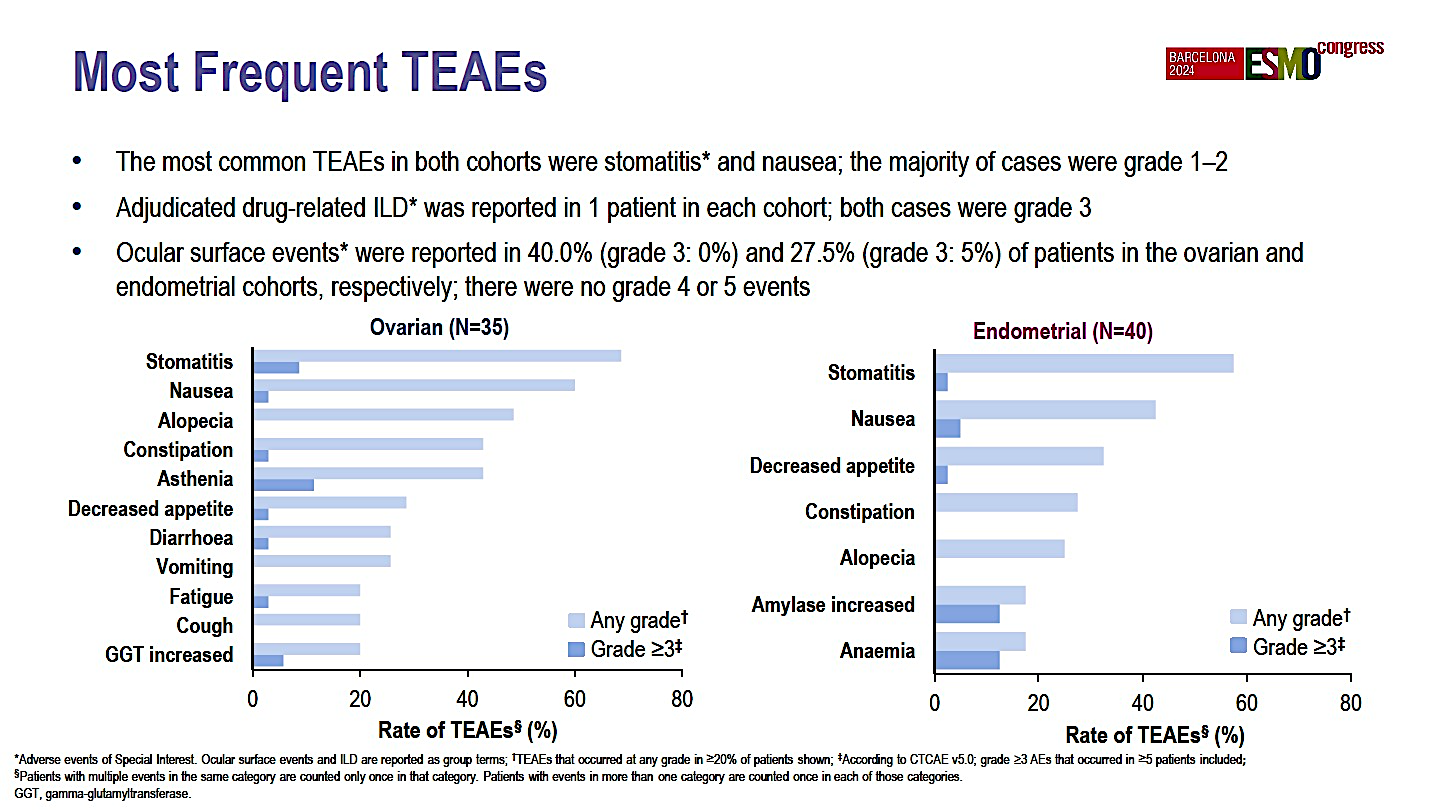 Most Frequent TEAEs
BARCELONA
2024
ESMO congress
• The most common TEAEs in both cohorts were stomatitis* and nausea; the majority of cases were grade 1–2
• Adjudicated drug-related ILD* was reported in 1 patient in each cohort; both cases were grade 3
• Ocular surface events* were reported in 40.0% (grade 3: 0%) and 27.5% (grade 3: 5%) of patients in the ovarian and
endometrial cohorts, respectively; there were no grade 4 or 5 events
Ovarian (N=35)
Stomatitis
Nausea
Alopecia
Constipation
Asthenia
Decreased appetite
Diarrhoea
Vomiting
Fatigue
Cough
GGT increased
Any grade†
Grade ≥3‡
0 20 40 60 80
Rate of TEAEs§ (%)
Endometrial (N=40)
Stomatitis
Nausea
Decreased appetite
Constipation
Alopecia
Amylase increased
Anaemia
Any grade†
Grade ≥3‡
0 20 40 60 80
Rate of TEAEs§ (%)
*Adverse events of Special Interest. Ocular surface events and ILD are reported as group terms; †TEAEs that occurred at any grade in ≥20% of patients shown; ‡According to CTCAE v5.0; grade ≥3 AEs that occurred in ≥5 patients included;
§Patients with multiple events in the same category are counted only once in that category. Patients with events in more than one category are counted once in each of those categories.
GGT, gamma-glutamyltransferase.